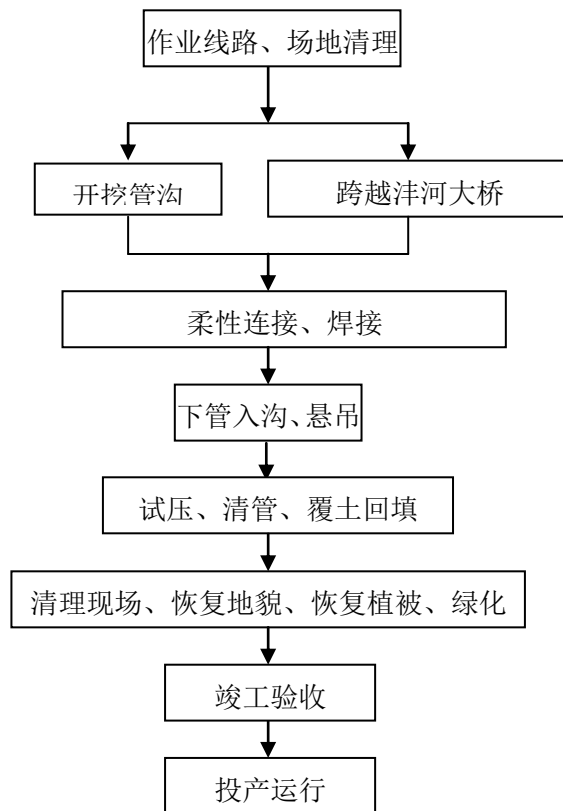 作业线路、场地清理
开挖管沟
跨越沣河大桥
柔性连接、焊接
下管入沟、悬吊
试压、清管、覆土回填
清理现场、恢复地貌、恢复植被、绿化
竣工验收
投产运行